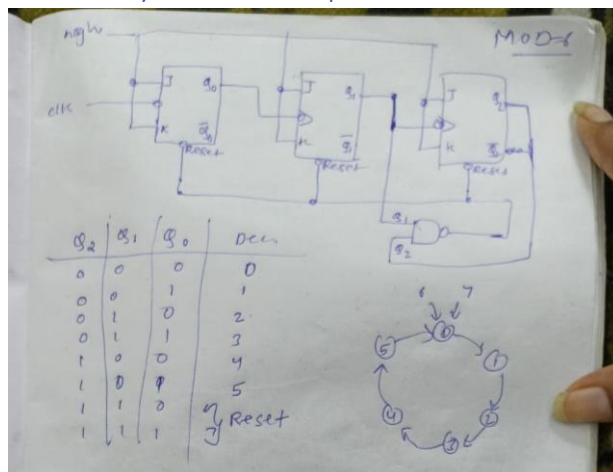 high
MOD-6
J Q0
clk
K Q̅0
Reset
J Q1
K Q̅1
Reset
J Q2
K Q̅2
Reset
Q1
Q2
Q2 Q1 Q0 Dec.
0 0 0 0
0 0 1 1
0 1 0 2
0 1 1 3
1 0 0 4
1 0 1 5
1 1 0 } Reset
1 1 1
6 7
0
5 1
4 2
3